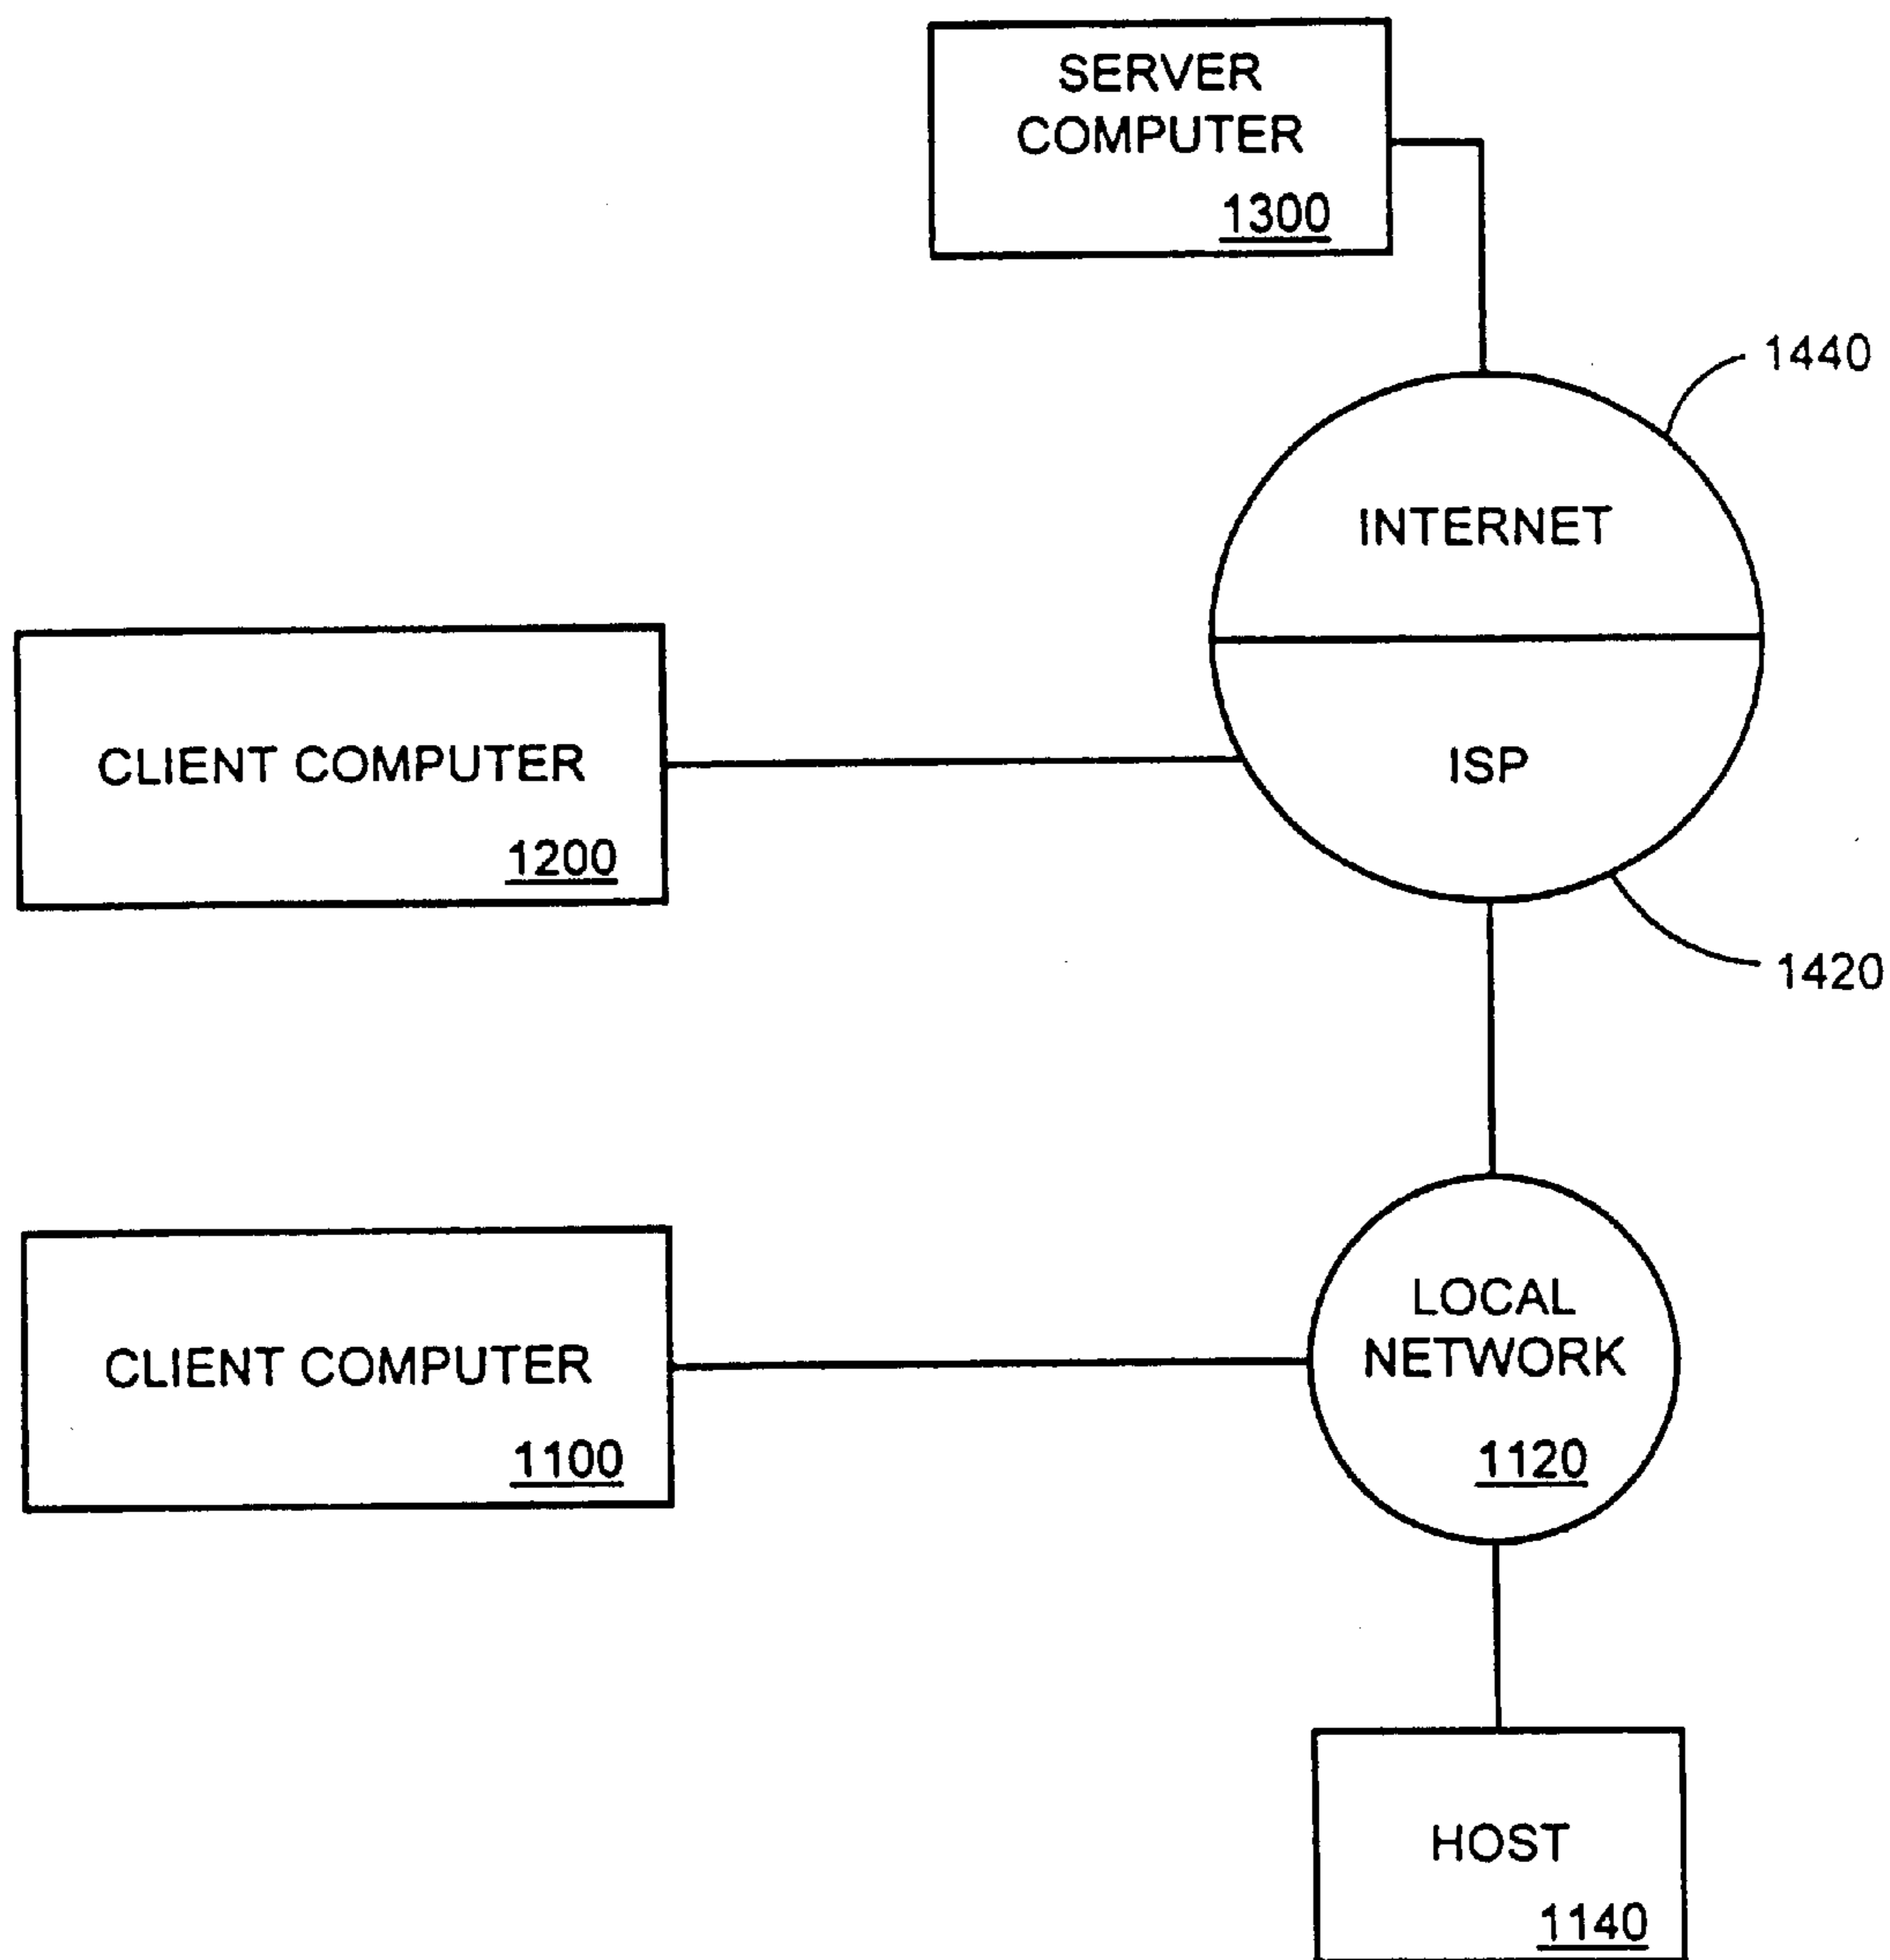 SERVER
COMPUTER
1300
1440
INTERNET
CLIENT COMPUTER
1200
ISP
1420
CLIENT COMPUTER
1100
LOCAL
NETWORK
1120
HOST
1140